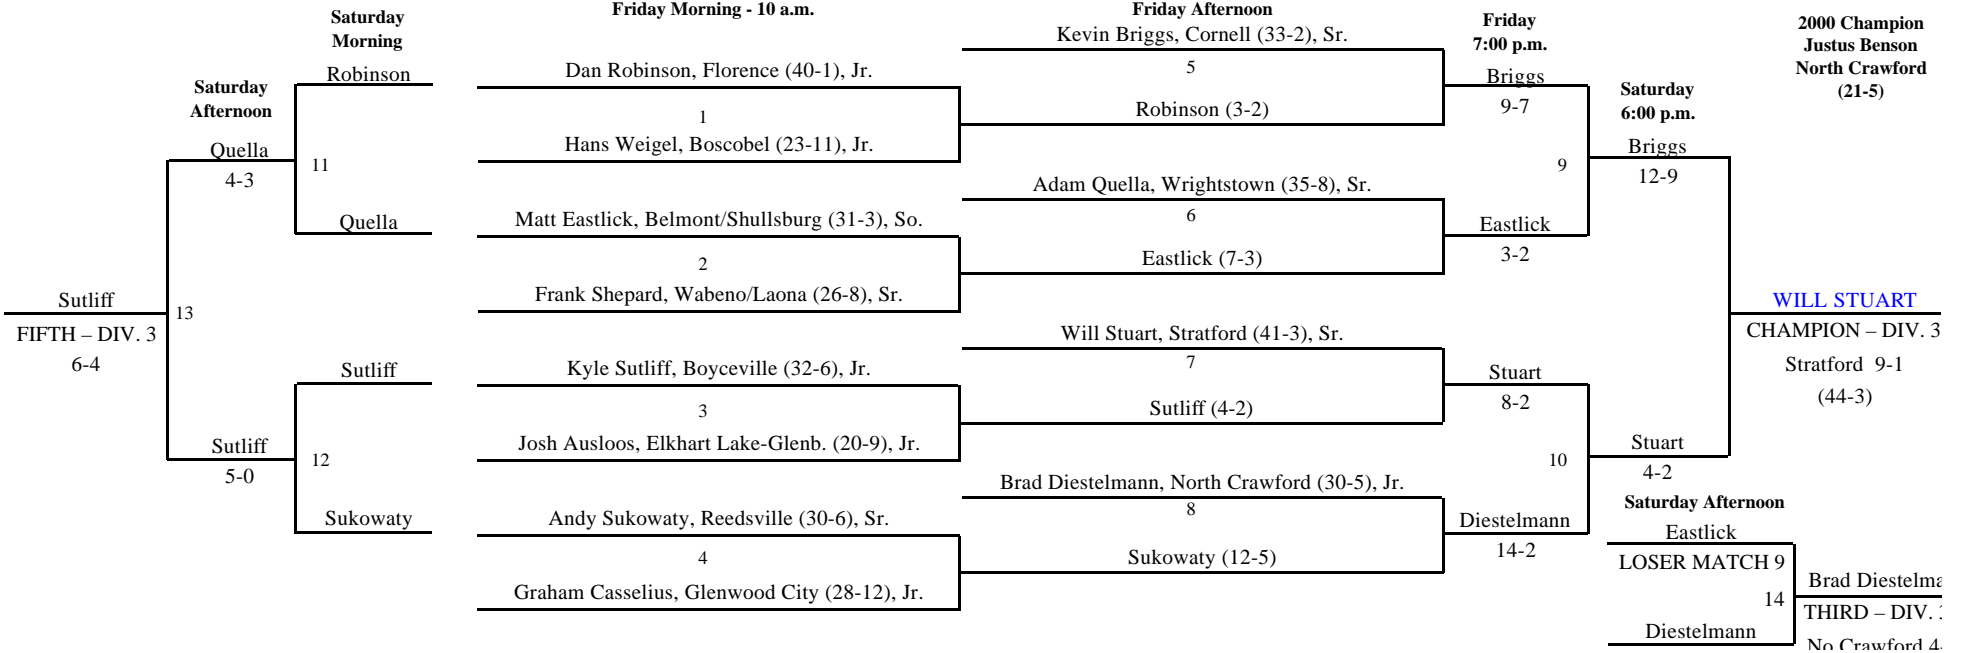 Saturday
Morning
Friday Morning - 10 a.m.
Friday Afternoon
Friday
7:00 p.m.
2000 Champion
Justus Benson
North Crawford
(21-5)
Saturday
Afternoon
Saturday
6:00 p.m.
Robinson
Quella
4-3
11
Quella
Sutliff
FIFTH – DIV. 3
6-4
13
Sutliff
Sutliff
5-0
12
Sukowaty
Dan Robinson, Florence (40-1), Jr.
1
Hans Weigel, Boscobel (23-11), Jr.
Matt Eastlick, Belmont/Shullsburg (31-3), So.
2
Frank Shepard, Wabeno/Laona (26-8), Sr.
Kyle Sutliff, Boyceville (32-6), Jr.
3
Josh Ausloos, Elkhart Lake-Glenb. (20-9), Jr.
Andy Sukowaty, Reedsville (30-6), Sr.
4
Graham Casselius, Glenwood City (28-12), Jr.
Kevin Briggs, Cornell (33-2), Sr.
5
Robinson (3-2)
Adam Quella, Wrightstown (35-8), Sr.
6
Eastlick (7-3)
Will Stuart, Stratford (41-3), Sr.
7
Sutliff (4-2)
Brad Diestelmann, North Crawford (30-5), Jr.
8
Sukowaty (12-5)
Briggs
9-7
9
Eastlick
3-2
Stuart
8-2
10
Diestelmann
14-2
Briggs
12-9
Stuart
4-2
WILL STUART
CHAMPION – DIV. 3
Stratford 9-1
(44-3)
Saturday Afternoon
Eastlick
LOSER MATCH 9
14
Diestelmann
Brad Diestelma
THIRD – DIV.
No Crawford 4-